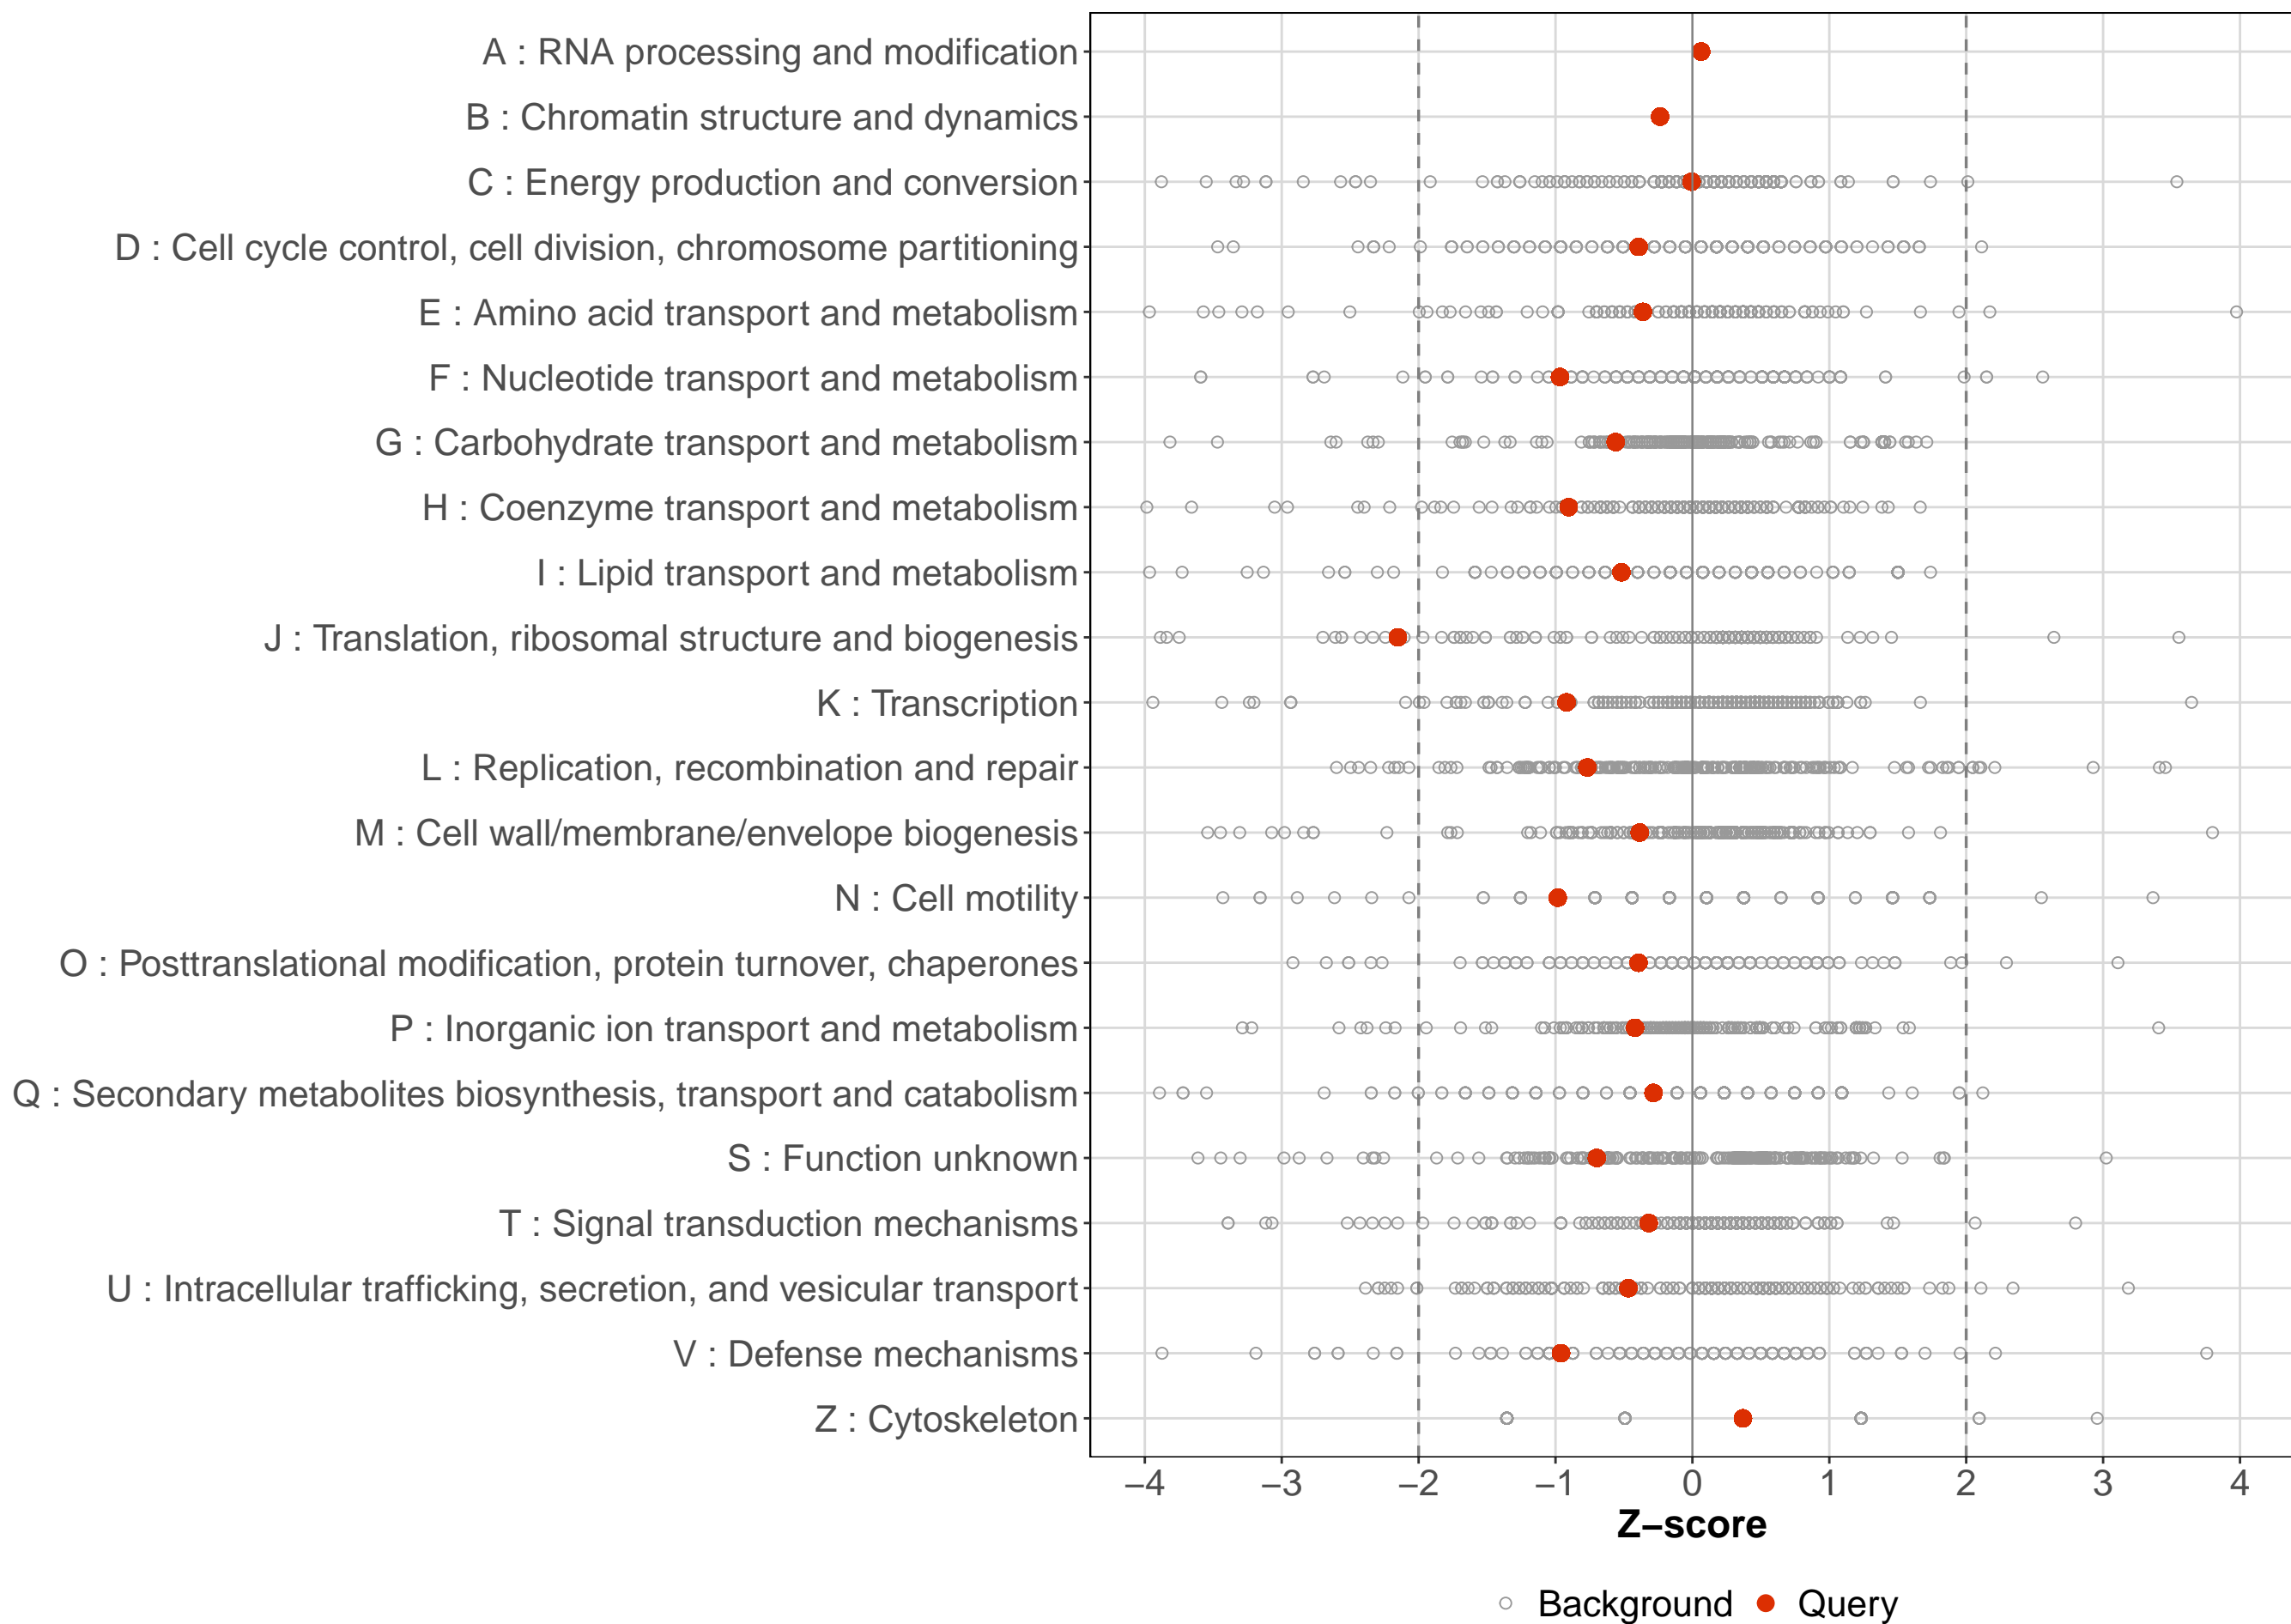 A : RNA processing and modification
B : Chromatin structure and dynamics
C : Energy production and conversion
D : Cell cycle control, cell division, chromosome partitioning
E : Amino acid transport and metabolism
F : Nucleotide transport and metabolism
G : Carbohydrate transport and metabolism
H : Coenzyme transport and metabolism
I : Lipid transport and metabolism
J : Translation, ribosomal structure and biogenesis
K : Transcription
L : Replication, recombination and repair
M : Cell wall/membrane/envelope biogenesis
N : Cell motility
O : Posttranslational modification, protein turnover, chaperones
P : Inorganic ion transport and metabolism
Q : Secondary metabolites biosynthesis, transport and catabolism
S : Function unknown
T : Signal transduction mechanisms
U : Intracellular trafficking, secretion, and vesicular transport
V : Defense mechanisms
Z : Cytoskeleton
−4 −3 −2 −1 0 1 2 3 4
Z−score
Background Query